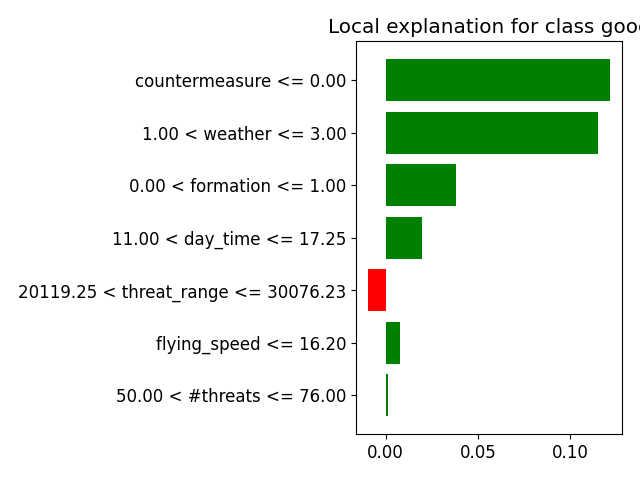 Local explanation for class good
countermeasure <= 0.00
1.00 < weather <= 3.00
0.00 < formation <= 1.00
11.00 < day_time <= 17.25
20119.25 < threat_range <= 30076.23
flying_speed <= 16.20
50.00 < #threats <= 76.00
0.00 0.05 0.10